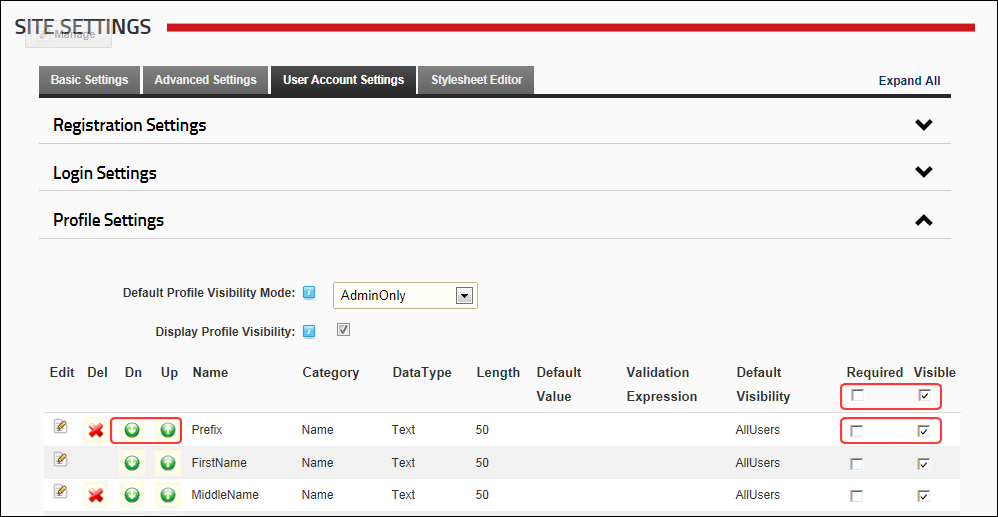 SITE SETTINGS
Manage
Basic Settings Advanced Settings User Account Settings Stylesheet Editor Expand All
Registration Settings
Login Settings
Profile Settings
Default Profile Visibility Mode: AdminOnly
Display Profile Visibility:
Edit Del Dn Up Name Category DataType Length Default Value Validation Expression Default Visibility Required Visible
Prefix Name Text 50 AllUsers
FirstName Name Text 50 AllUsers
MiddleName Name Text 50 AllUsers